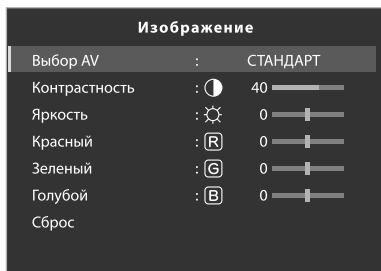 Изображение
Выбор AV : СТАНДАРТ
Контрастность : 40
Яркость : 0
Красный : R 0
Зеленый : G 0
Голубой : B 0
Сброс